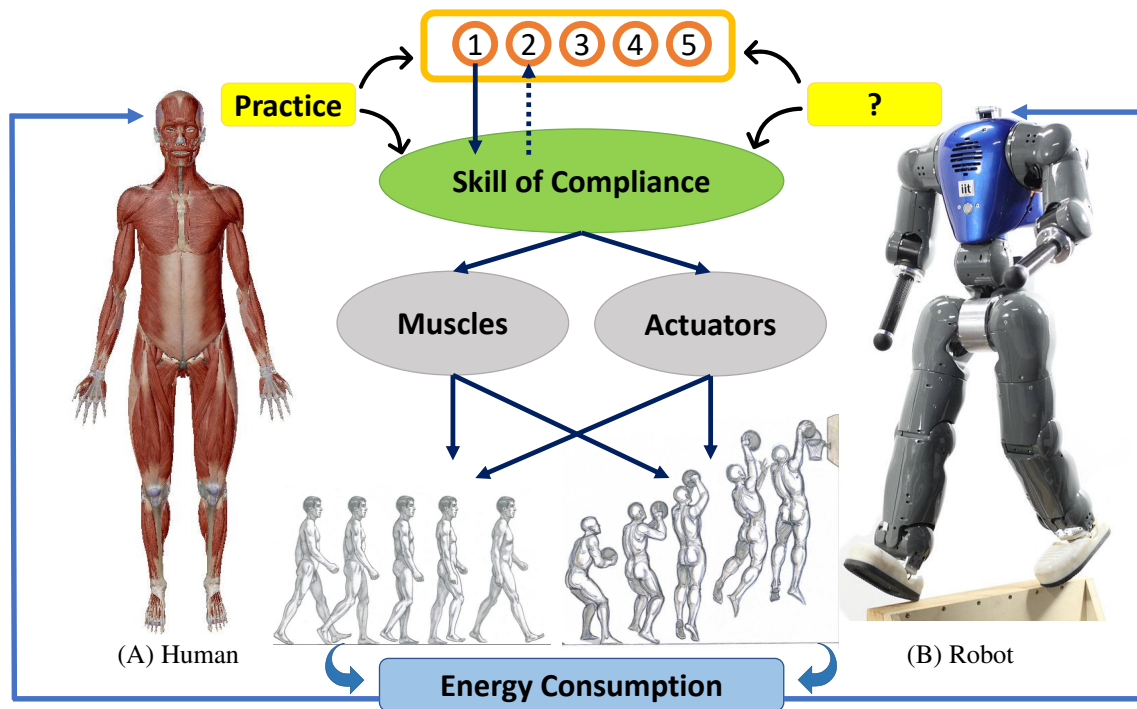 1 2 3 4 5
Practice
?
Skill of Compliance
iit
Muscles
Actuators
(A) Human
(B) Robot
Energy Consumption